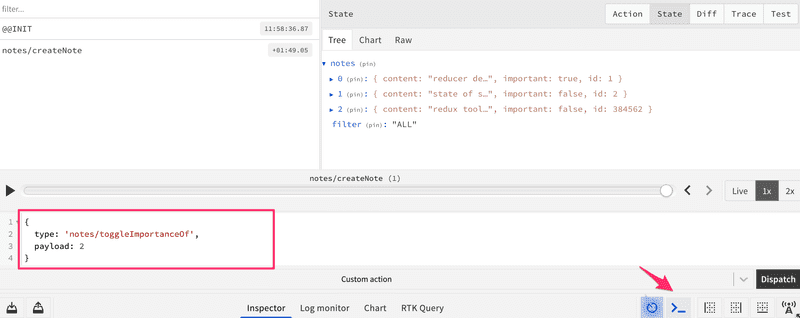 filter...
@@INIT
11:58:36.87
notes/createNote
+01:49.05
State
Action
State
Diff
Trace
Test
Tree
Chart
Raw
▼ notes (pin)
▶ 0 (pin): { content: "reducer de…", important: true, id: 1 }
▶ 1 (pin): { content: "state of s…", important: false, id: 2 }
▶ 2 (pin): { content: "redux tool…", important: false, id: 384562 }
filter (pin): "ALL"
notes/createNote (1)
Live
1x
2x
1 {
2 type: 'notes/toggleImportanceOf',
3 payload: 2
4 }
Custom action
Dispatch
Inspector
Log monitor
Chart
RTK Query